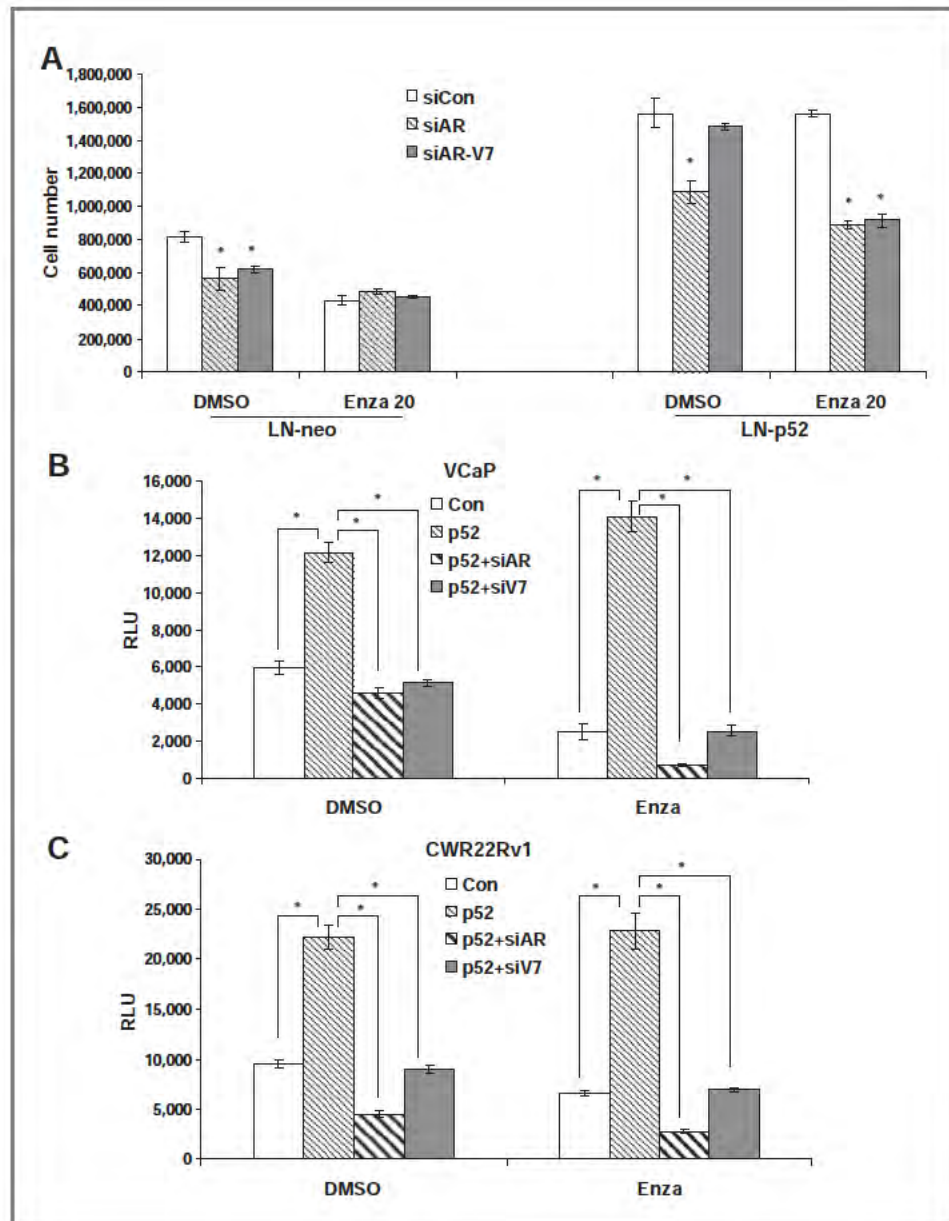 A
1,800,000
1,600,000
1,400,000
1,200,000
1,000,000
800,000
600,000
400,000
200,000
0
Cell number
siCon
siAR
siAR-V7
* *
*
* *
DMSO Enza 20 DMSO Enza 20
LN-neo LN-p52
B
VCaP
16,000
14,000
12,000
10,000
8,000
6,000
4,000
2,000
0
RLU
Con
p52
p52+siAR
p52+siV7
* * *
* * *
DMSO Enza
C
CWR22Rv1
30,000
25,000
20,000
15,000
10,000
5,000
0
RLU
Con
p52
p52+siAR
p52+siV7
* * *
* * *
DMSO Enza